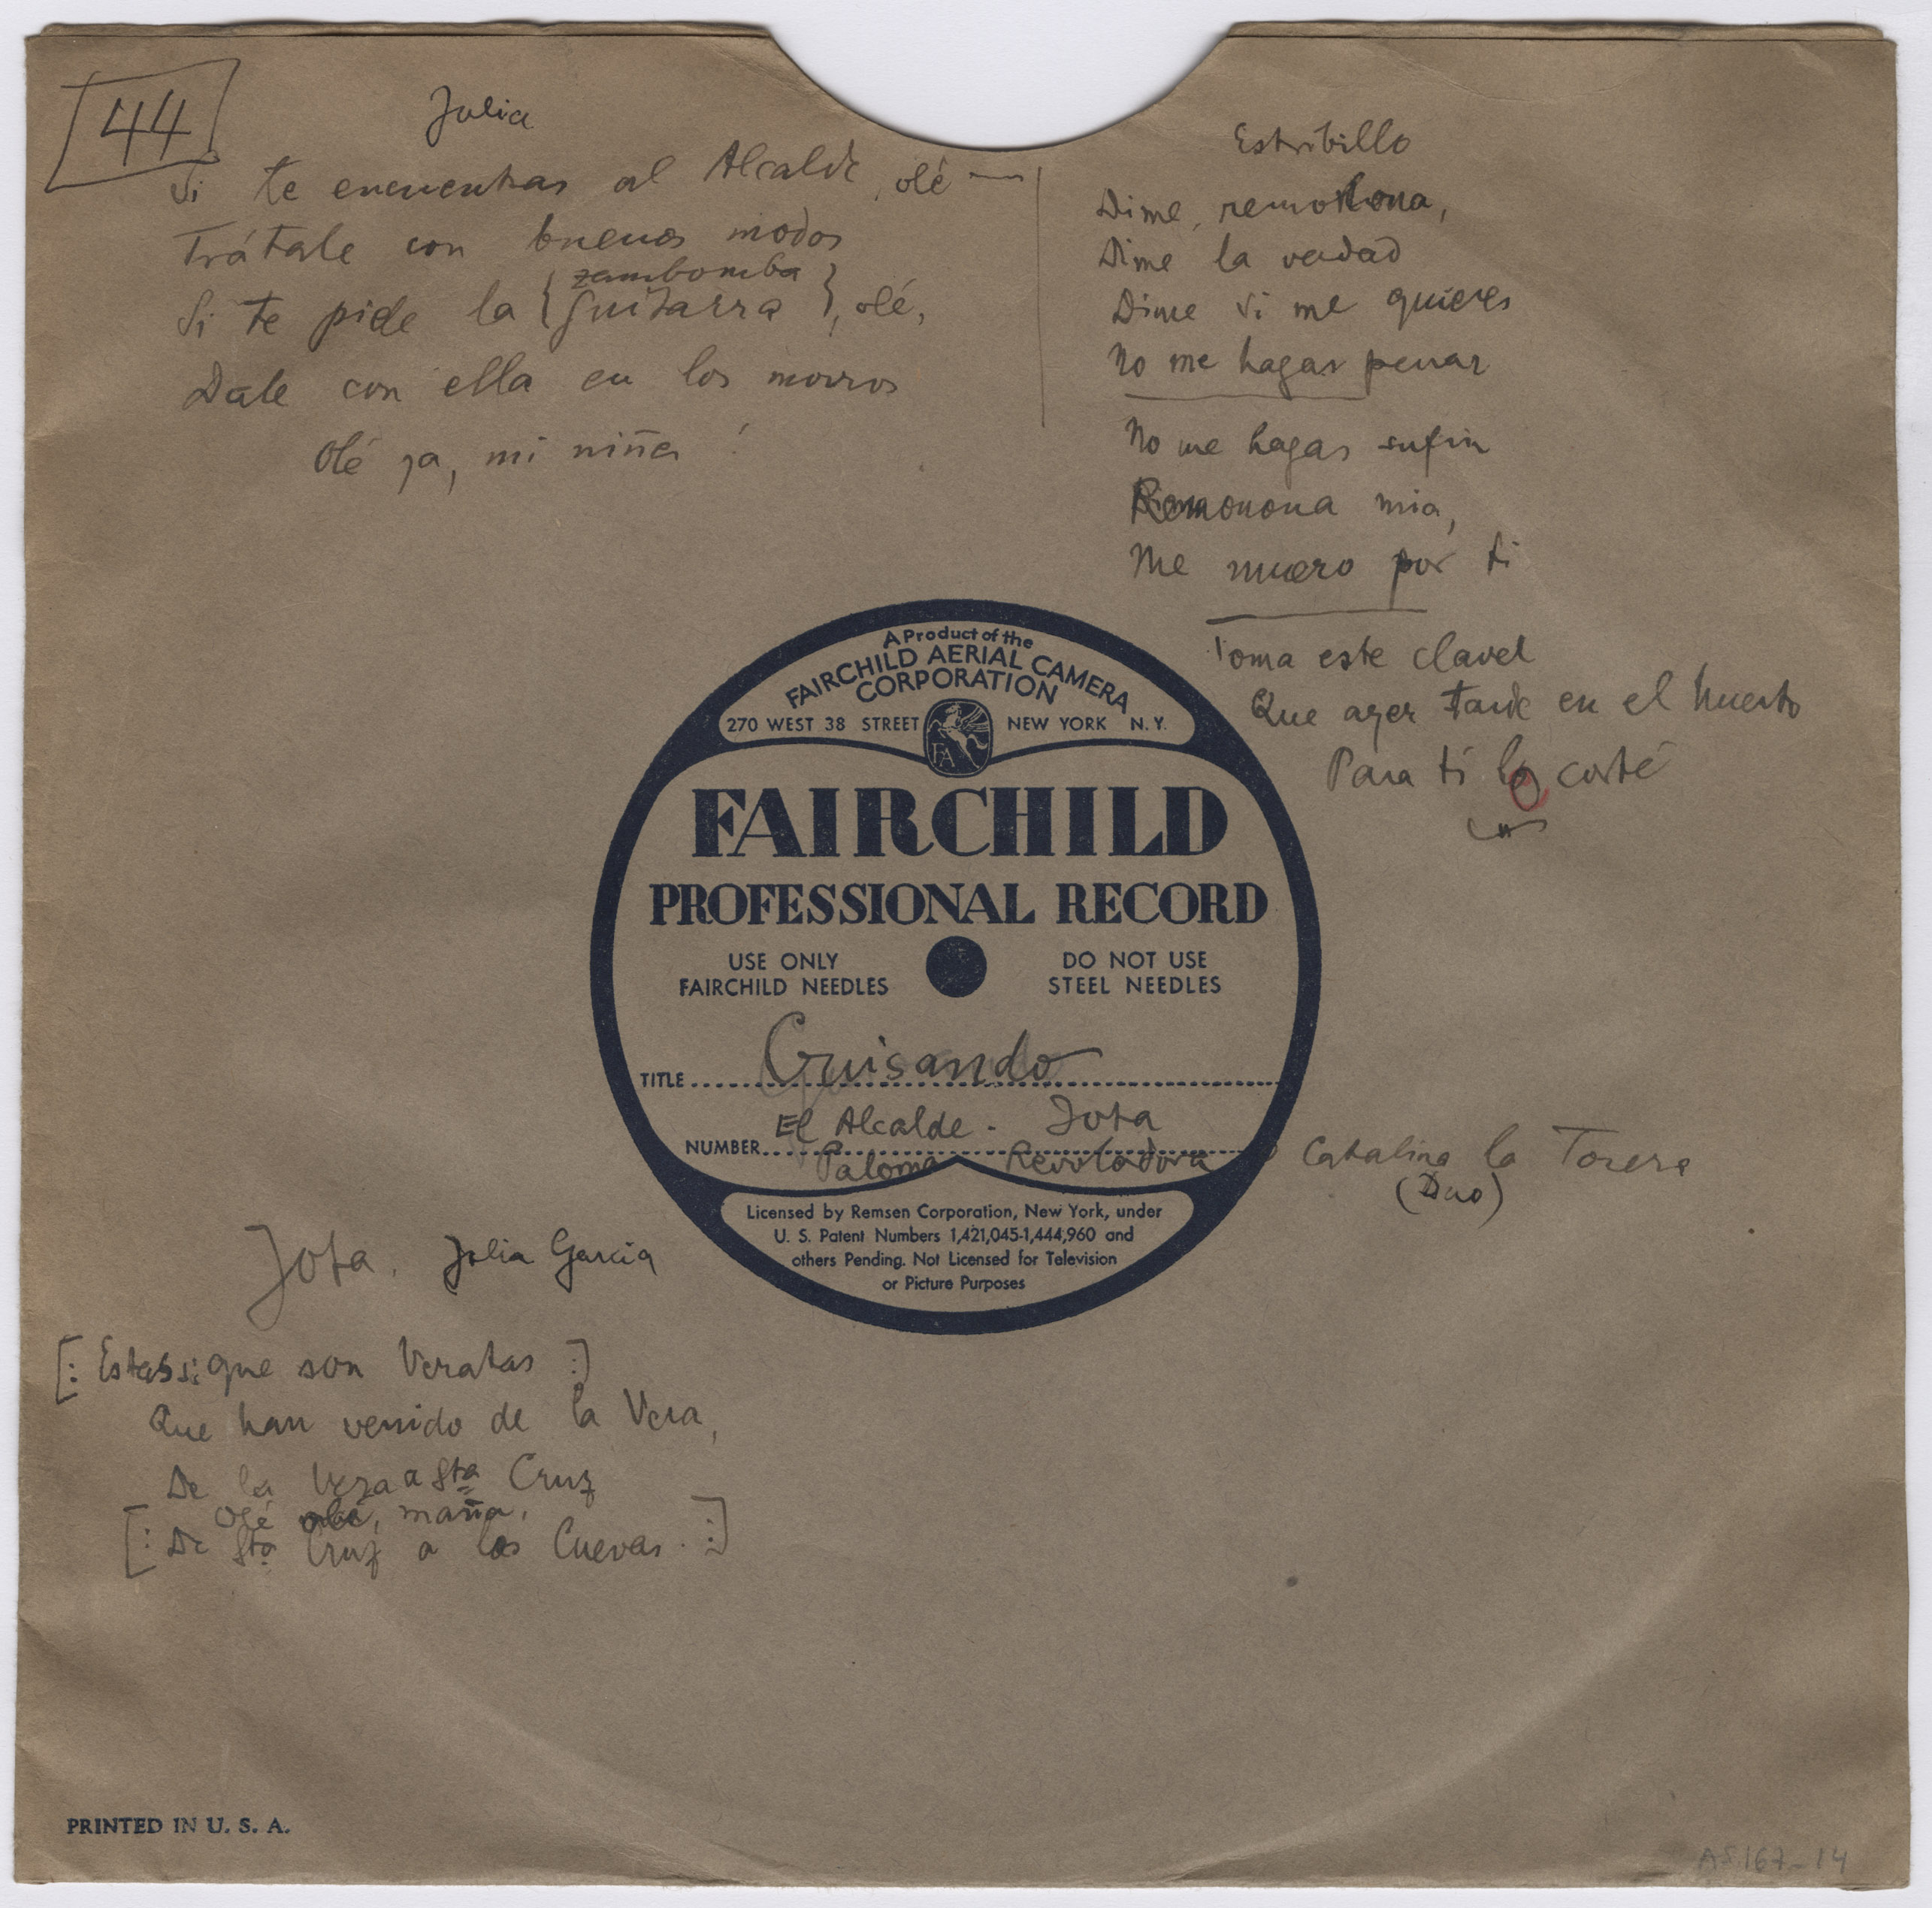 44
Julia
Si te encuentras al Alcalde, olé —
Trátale con buenos modos
zambomba
Si te pide la { guitarra }, olé,
Dale con ella en los morros
Olé ya, mi niña!
Estribillo
Dime, remonona,
Dime la verdad
Dime si me quieres
No me hagas penar
No me hagas sufrir
Remonona mia,
Me muero por ti
Toma este clavel
Que ayer tarde en el huerto
Para tí lo corté
A Product of the
FAIRCHILD AERIAL CAMERA
CORPORATION
270 WEST 38 STREET NEW YORK N.Y.
FA
FAIRCHILD
PROFESSIONAL RECORD
USE ONLY
FAIRCHILD NEEDLES
DO NOT USE
STEEL NEEDLES
TITLE Guisando
El Alcalde - Jota
NUMBER
Paloma Revoladora Catalina la Torera
(Duo)
Licensed by Remsen Corporation, New York, under
U. S. Patent Numbers 1,421,045-1,444,960 and
others Pending. Not Licensed for Television
or Picture Purposes
Jota. Julia Garcia
[: Estas si que son Veratas :]
Que han venido de la Vera,
De la Vera a Sta Cruz
Olé, maña,
[: De Sta Cruz a las Cuevas. :]
PRINTED IN U. S. A.
AS167-14